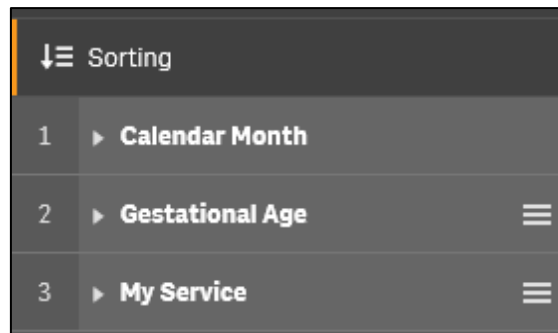 Sorting
1 Calendar Month
2 Gestational Age
3 My Service